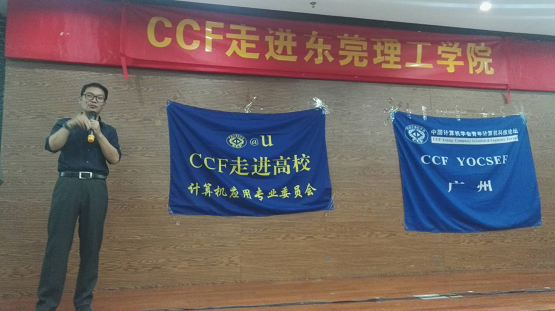 CCF走进东莞理工学院
@u
CCF走进高校
计算机应用专业委员会
中国计算机学会青年计算机科技论坛
CCF YOCSEF
广州